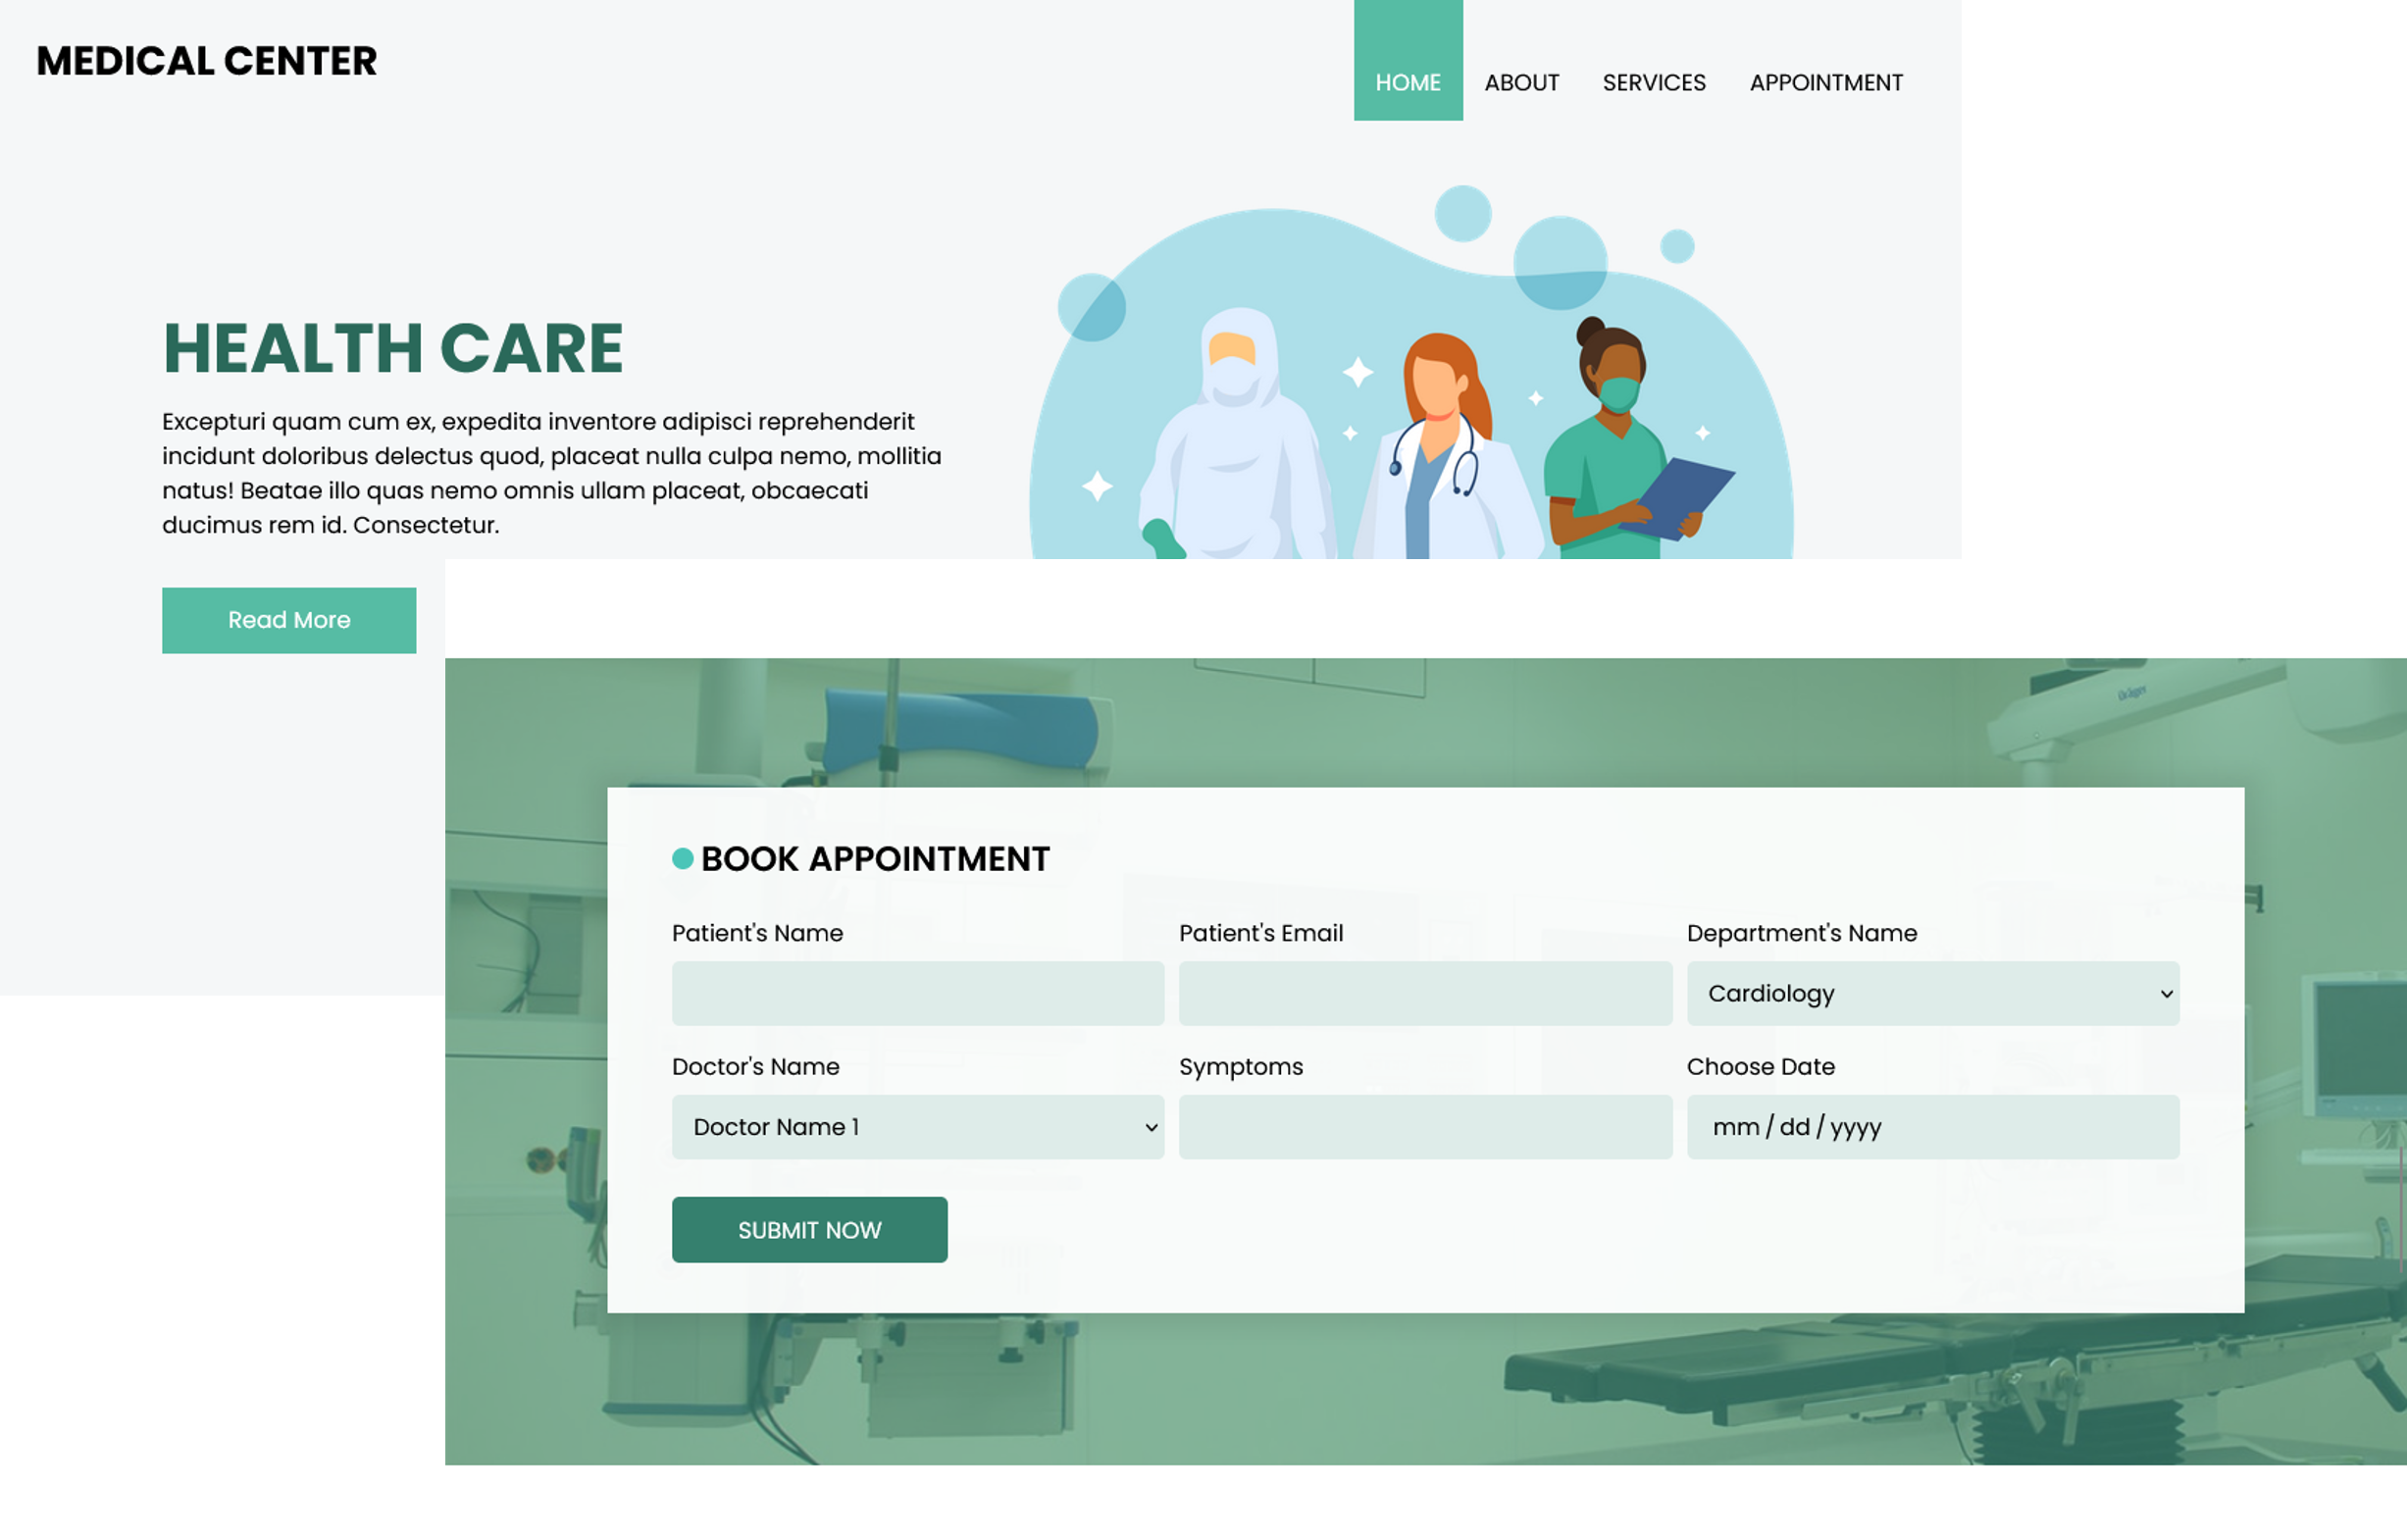 MEDICAL CENTER
HOME ABOUT SERVICES APPOINTMENT
HEALTH CARE
Excepturi quam cum ex, expedita inventore adipisci reprehenderit
incidunt doloribus delectus quod, placeat nulla culpa nemo, mollitia
natus! Beatae illo quas nemo omnis ullam placeat, obcaecati
ducimus rem id. Consectetur.
Read More
Dräger
BOOK APPOINTMENT
Patient's Name Patient's Email Department's Name
Cardiology
Doctor's Name Symptoms Choose Date
Doctor Name 1 mm / dd / yyyy
SUBMIT NOW